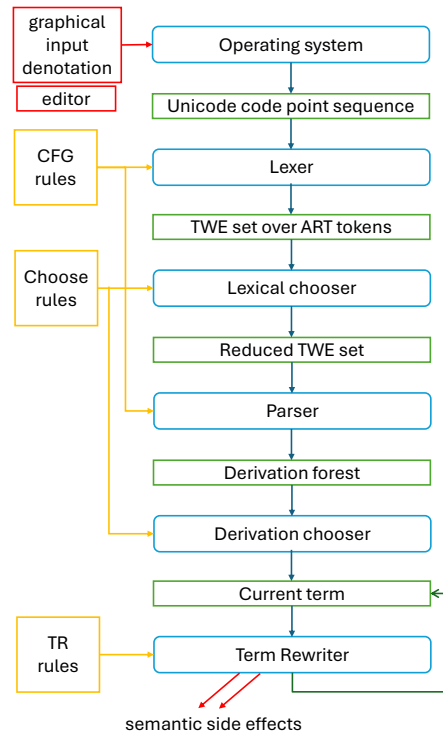 graphical
input
denotation
Operating system
editor
Unicode code point sequence
CFG
rules
Lexer
TWE set over ART tokens
Choose
rules
Lexical chooser
Reduced TWE set
Parser
Derivation forest
Derivation chooser
Current term
TR
rules
Term Rewriter
semantic side effects